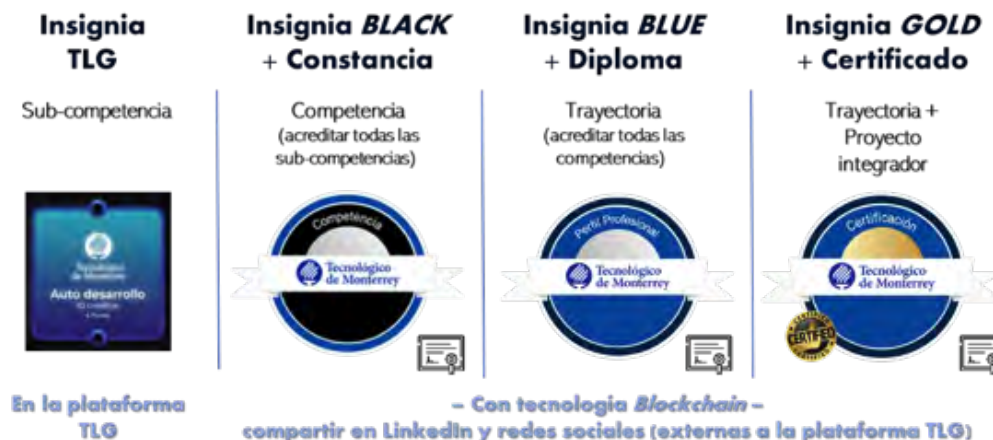 Insignia
TLG
Sub-competencia
Tecnológico
de Monterrey
Auto desarrollo
En la plataforma
TLG
Insignia BLACK
+ Constancia
Competencia
(acreditar todas las
sub-competencias)
Competencia
Tecnológico
de Monterrey
Insignia BLUE
+ Diploma
Trayectoria
(acreditar todas las
competencias)
Perfil Profesional
Tecnológico
de Monterrey
Insignia GOLD
+ Certificado
Trayectoria +
Proyecto
integrador
Certificación
Tecnológico
de Monterrey
CERTIFIED
– Con tecnología Blockchain –
compartir en LinkedIn y redes sociales (externas a la plataforma TLG)